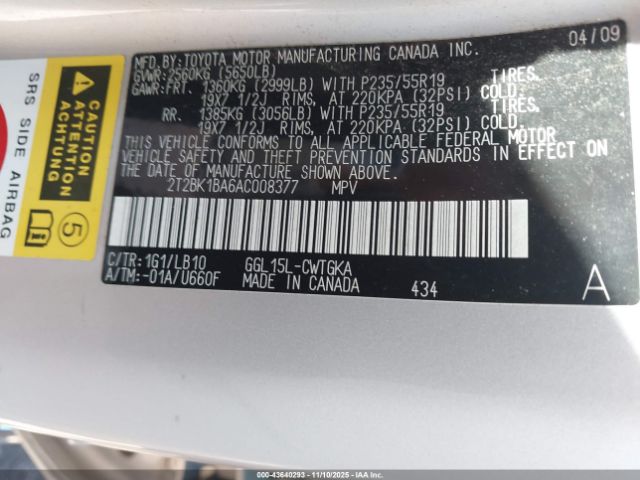 MFD.BY:TOYOTA MOTOR MANUFACTURING CANADA INC. 04/09
GVWR:2560KG (5650LB)
GAWR:FRT. 1360KG (2999LB) WITH P235/55R19 TIRES.
19X7 1/2J RIMS, AT 220KPA (32PSI) COLD.
RR. 1385KG (3056LB) WITH P235/55R19 TIRES.
19X7 1/2J RIMS, AT 220KPA (32PSI) COLD.
THIS VEHICLE CONFORMS TO ALL APPLICABLE FEDERAL MOTOR
VEHICLE SAFETY AND THEFT PREVENTION STANDARDS IN EFFECT ON
THE DATE OF MANUFACTURE SHOWN ABOVE.
2T2BK1BA6AC008377 MPV
C/TR:1G1/LB10 GGL15L-CWTGKA
A/TM:-01A/U660F MADE IN CANADA 434 A
SRS SIDE AIRBAG
CAUTION
ATTENTION
ACHTUNG
5
000-43640293 - 11/10/2025 - IAAI.COM